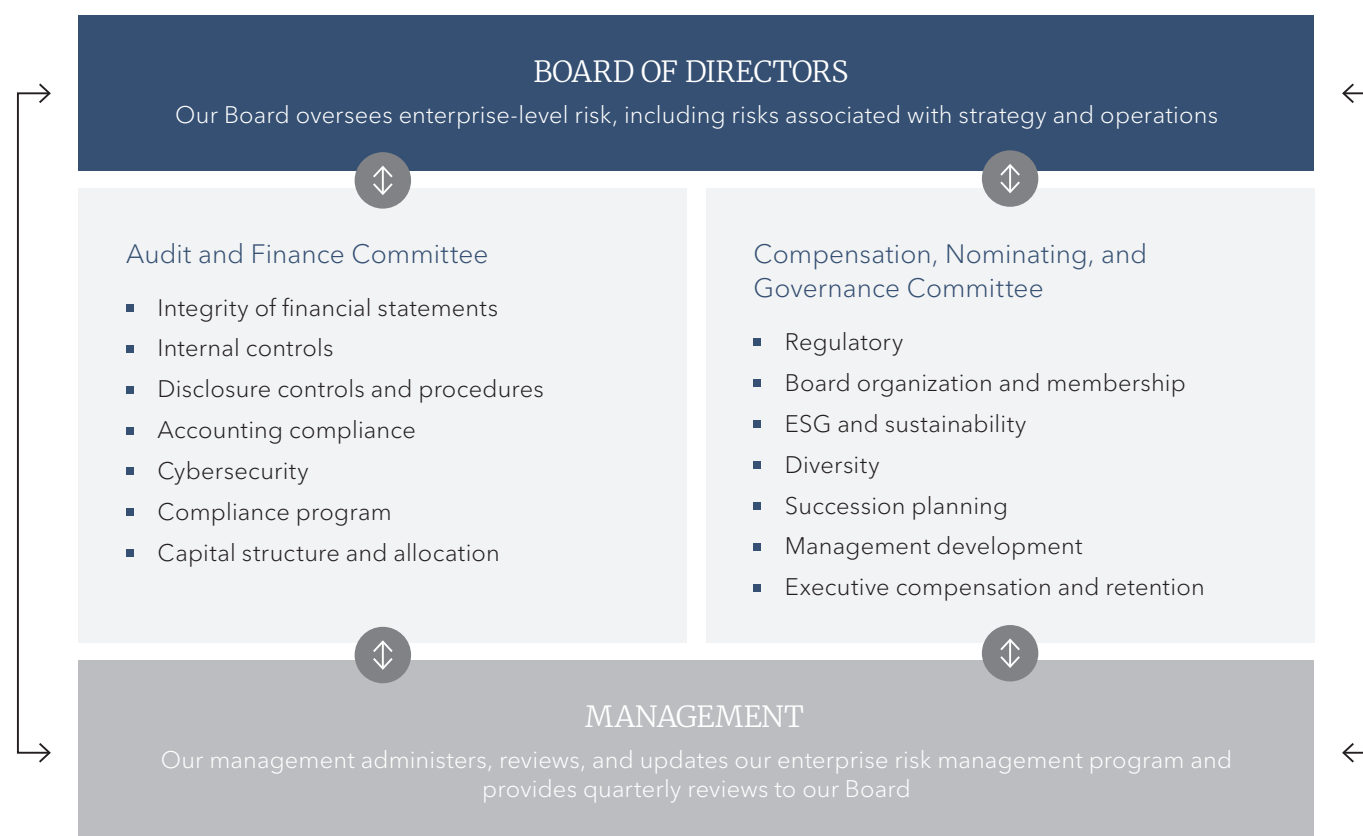 BOARD OF DIRECTORS
Our Board oversees enterprise-level risk, including risks associated with strategy and operations
Audit and Finance Committee
Integrity of financial statements
Internal controls
Disclosure controls and procedures
Accounting compliance
Cybersecurity
Compliance program
Capital structure and allocation
Compensation, Nominating, and
Governance Committee
Regulatory
Board organization and membership
ESG and sustainability
Diversity
Succession planning
Management development
Executive compensation and retention
MANAGEMENT
Our management administers, reviews, and updates our enterprise risk management program and
provides quarterly reviews to our Board